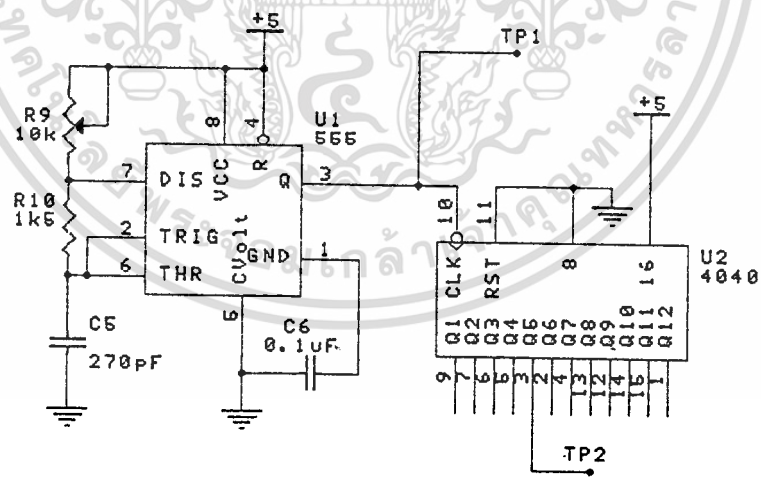 +5
TP1
R9
10k
8
4
U1
555
+5
7
DIS
VCC
R
Q
3
R10
1k5
2
TRIG
6
THR
CVolt
GND
1
10
11
CLK
RST
8
16
U2
4040
5
C5
270pF
C6
0.1uF
Q1
Q2
Q3
Q4
Q5
Q6
Q7
Q8
Q9
Q10
Q11
Q12
9
7
6
5
3
2
4
13
12
14
15
1
TP2